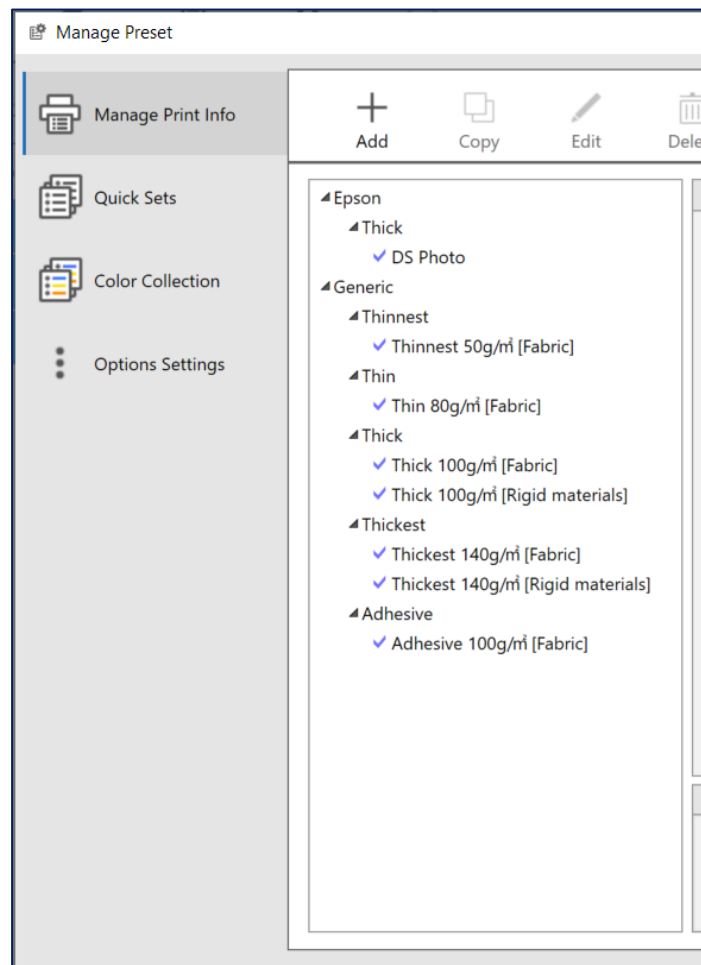 Manage Preset
Manage Print Info
Quick Sets
Color Collection
Options Settings
Add
Copy
Edit
Dele
Epson
Thick
DS Photo
Generic
Thinnest
Thinnest 50g/㎡ [Fabric]
Thin
Thin 80g/㎡ [Fabric]
Thick
Thick 100g/㎡ [Fabric]
Thick 100g/㎡ [Rigid materials]
Thickest
Thickest 140g/㎡ [Fabric]
Thickest 140g/㎡ [Rigid materials]
Adhesive
Adhesive 100g/㎡ [Fabric]